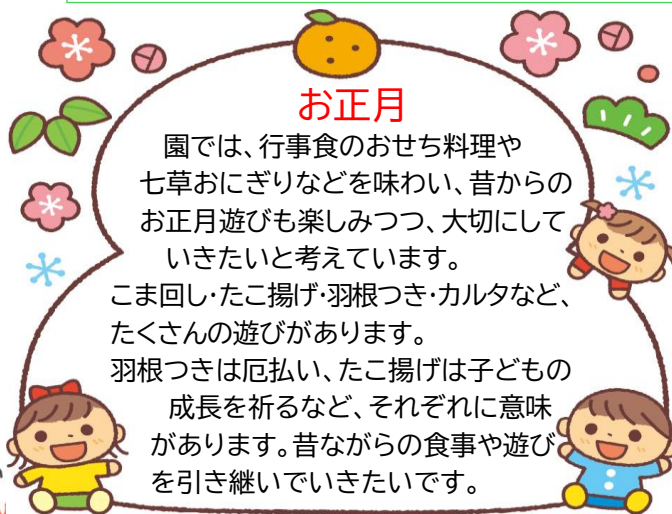 お正月
園では、行事食のおせち料理や
七草おにぎりなどを味わい、昔からの
お正月遊びも楽しみつつ、大切にして
いきたいと考えています。
こま回し・たこ揚げ・羽根つき・カルタなど、
たくさんの遊びがあります。
羽根つきは厄払い、たこ揚げは子どもの
成長を祈るなど、それぞれに意味
があります。昔ながらの食事や遊び
を引き継いでいきたいです。